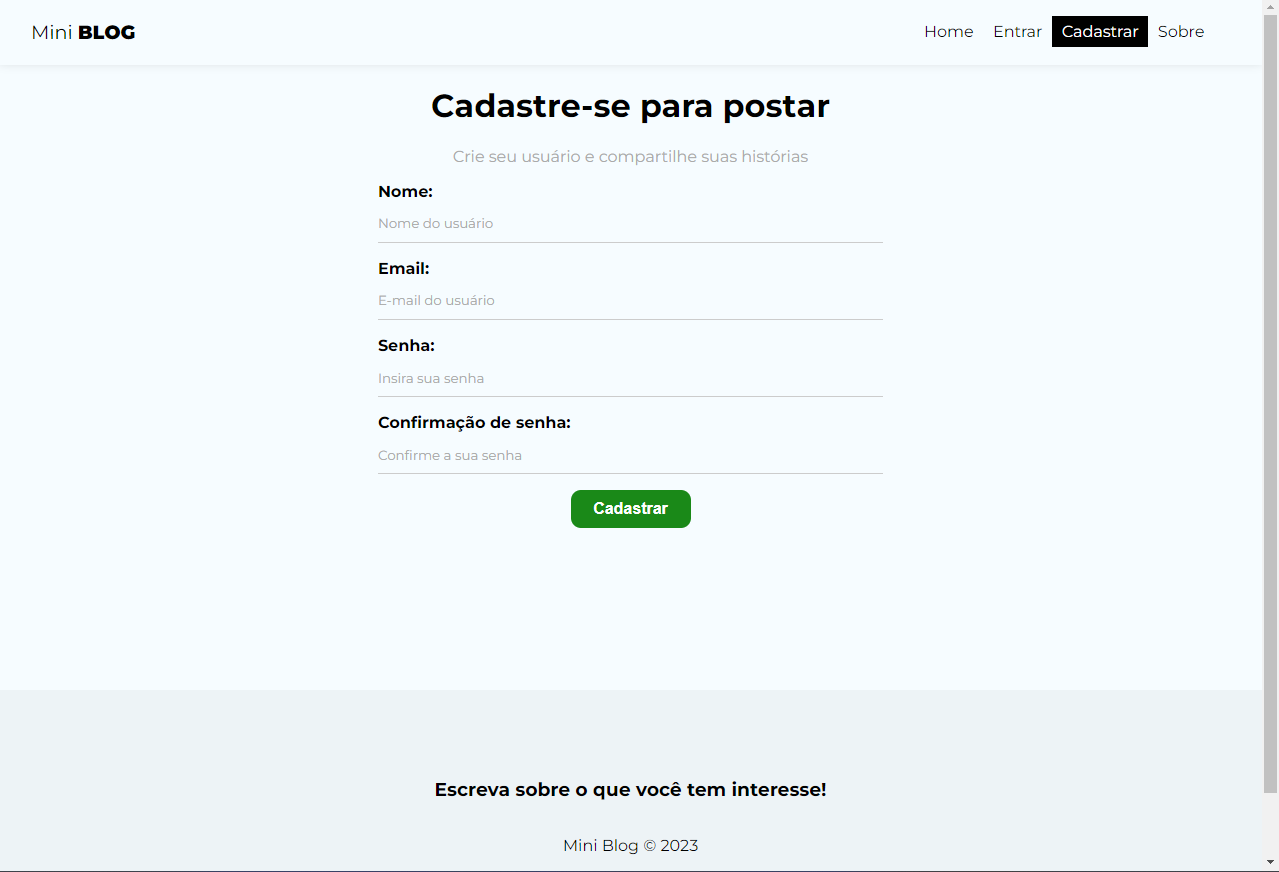 Mini BLOG
Home Entrar Cadastrar Sobre
Cadastre-se para postar
Crie seu usuário e compartilhe suas histórias
Nome:
Nome do usuário
Email:
E-mail do usuário
Senha:
Insira sua senha
Confirmação de senha:
Confirme a sua senha
Cadastrar
Escreva sobre o que você tem interesse!
Mini Blog © 2023